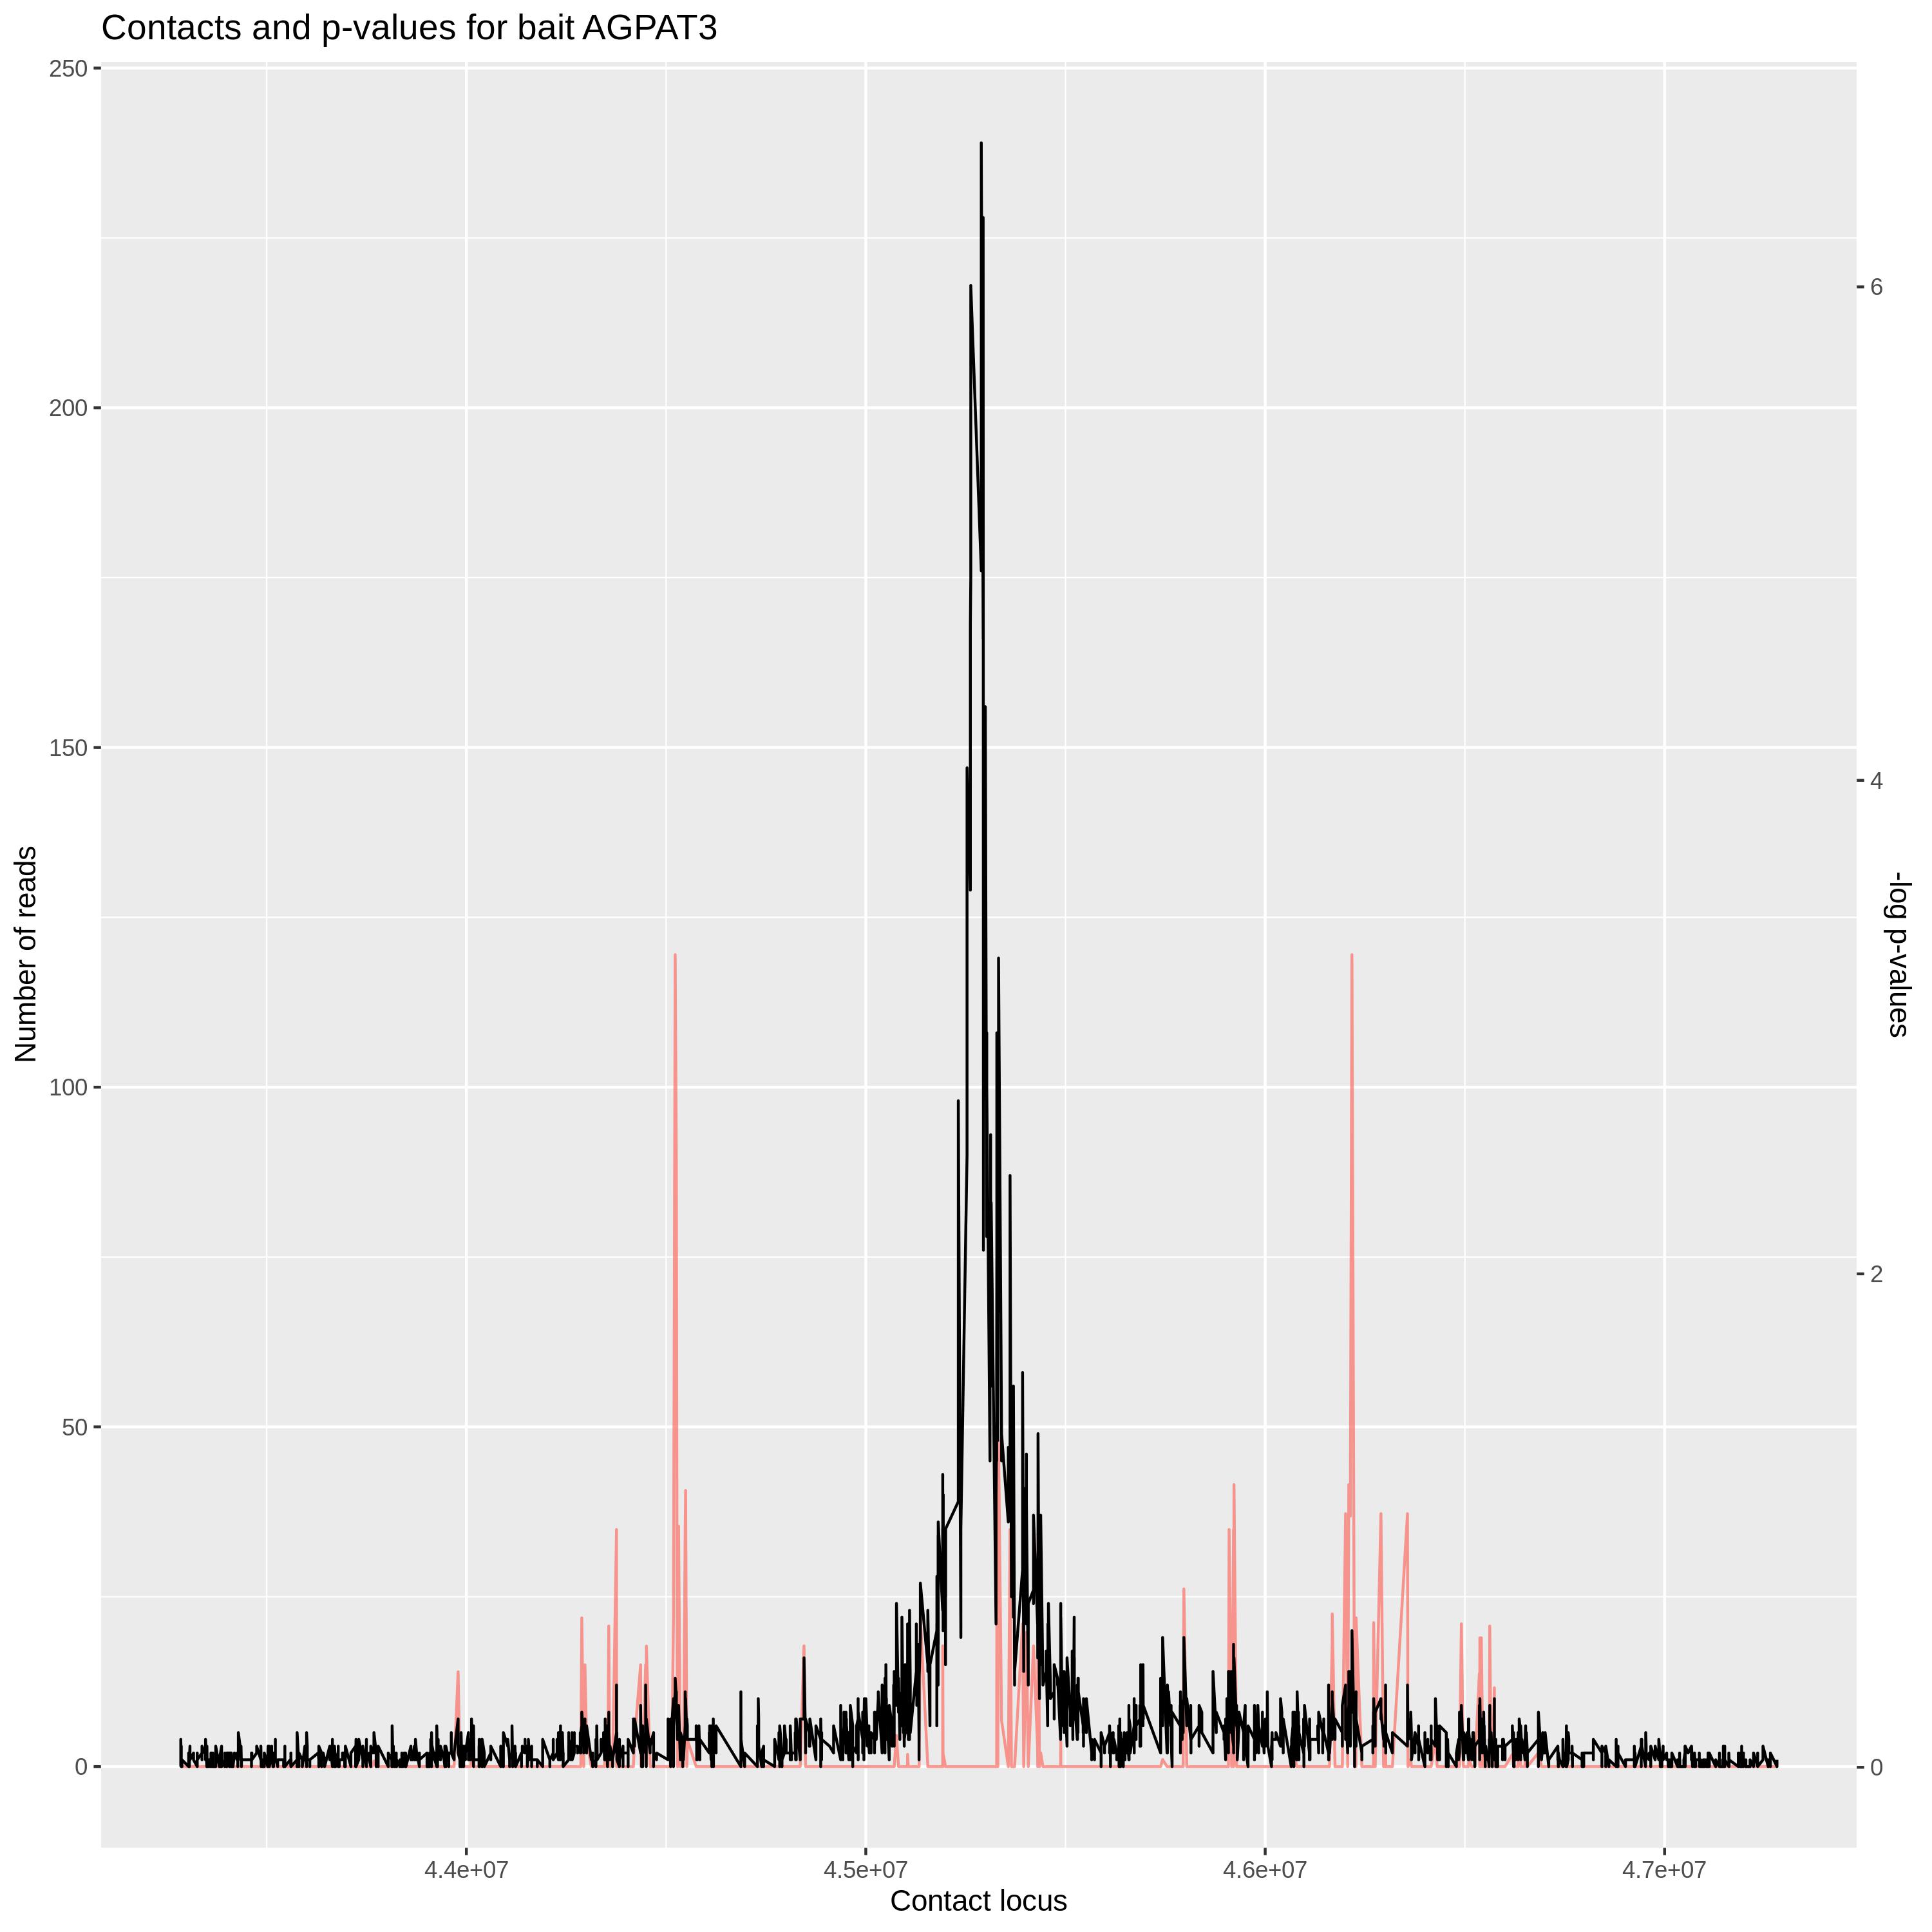 Contacts and p-values for bait AGPAT3
250
200
150
100
50
0
Number of reads
6
4
2
0
-log p-values
4.4e+07
4.5e+07
4.6e+07
4.7e+07
Contact locus